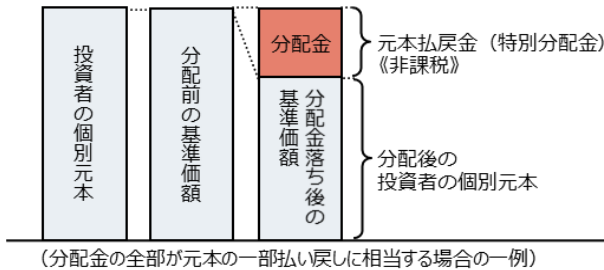 投資者の個別元本
分配前の基準価額
分配金
分配金落ち後の
基準価額
元本払戻金（特別分配金）
《非課税》
分配後の
投資者の個別元本
（分配金の全部が元本の一部払い戻しに相当する場合の一例）